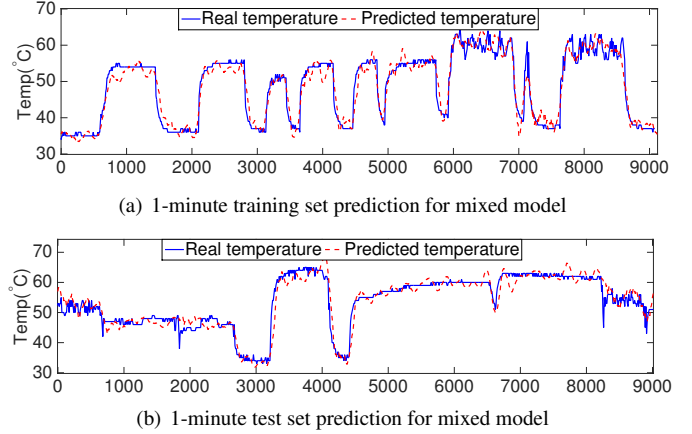 Real temperature Predicted temperature
Temp(°C)
60
50
40
30
0 1000 2000 3000 4000 5000 6000 7000 8000 9000
(a) 1-minute training set prediction for mixed model
Real temperature Predicted temperature
Temp(°C)
70
60
50
40
30
0 1000 2000 3000 4000 5000 6000 7000 8000 9000
(b) 1-minute test set prediction for mixed model